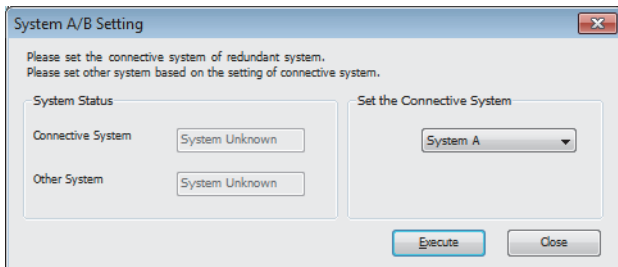 System A/B Setting
Please set the connective system of redundant system.
Please set other system based on the setting of connective system.
System Status
Set the Connective System
Connective System
System Unknown
System A
Other System
System Unknown
Execute
Close